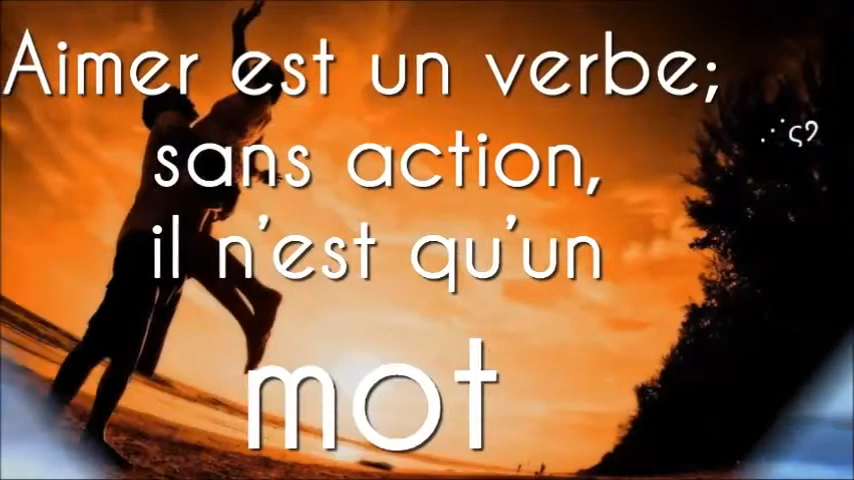 Aimer est un verbe;
sans action,
il n'est qu'un
mot